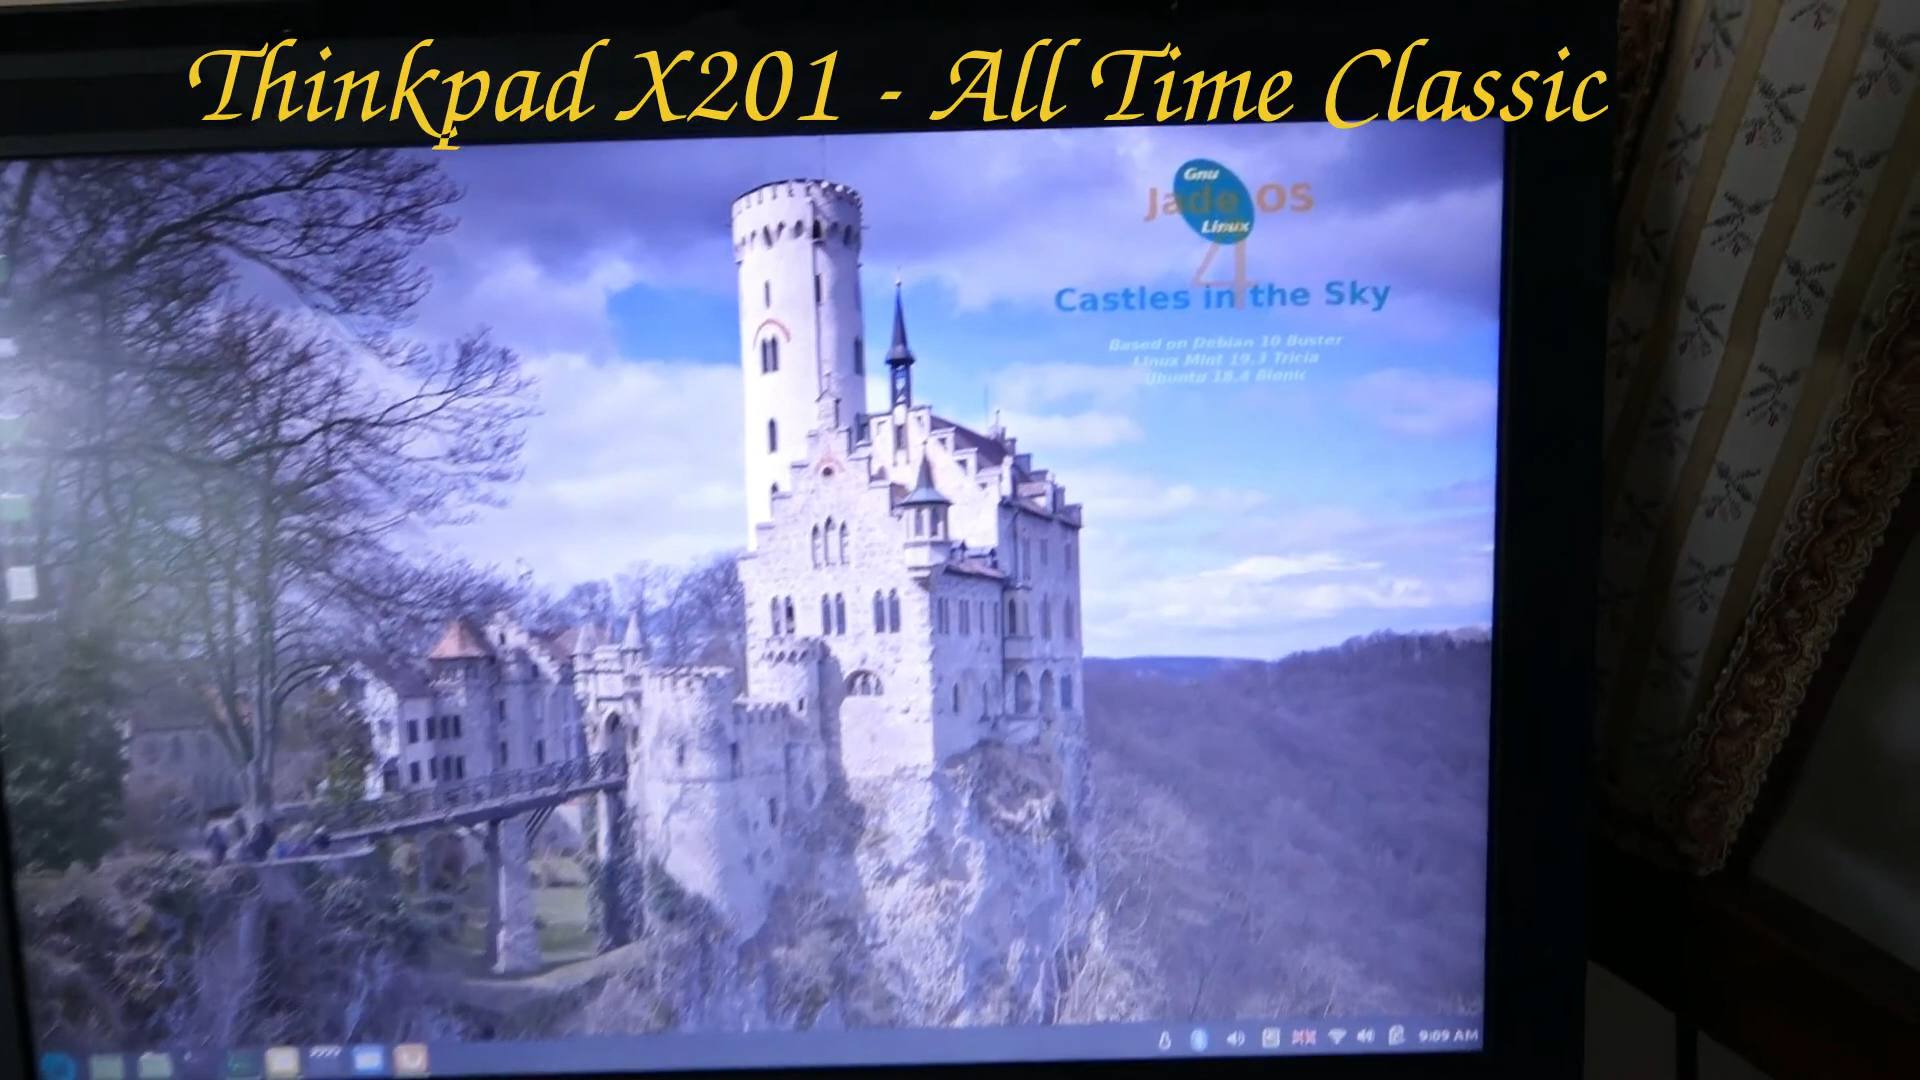 Thinkpad X201 - All Time Classic
Gnu
Jade OS
Linux
4
Castles in the Sky
Based on Debian 10 Buster
Linux Mint 19.3 Tricia
Ubuntu 18.4 Bionic
9:09 AM